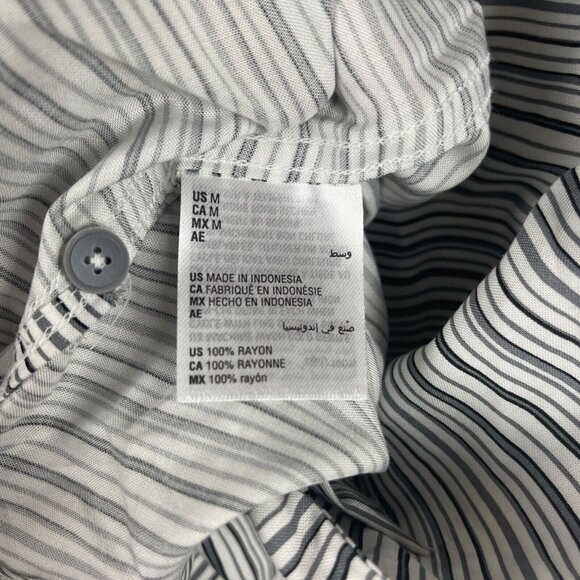 US M
CA M
MX M
AE
وسط
US MADE IN INDONESIA
CA FABRIQUÉ EN INDONÉSIE
MX HECHO EN INDONESIA
AE
صُنع في إندونيسيا
US 100% RAYON
CA 100% RAYONNE
MX 100% rayón